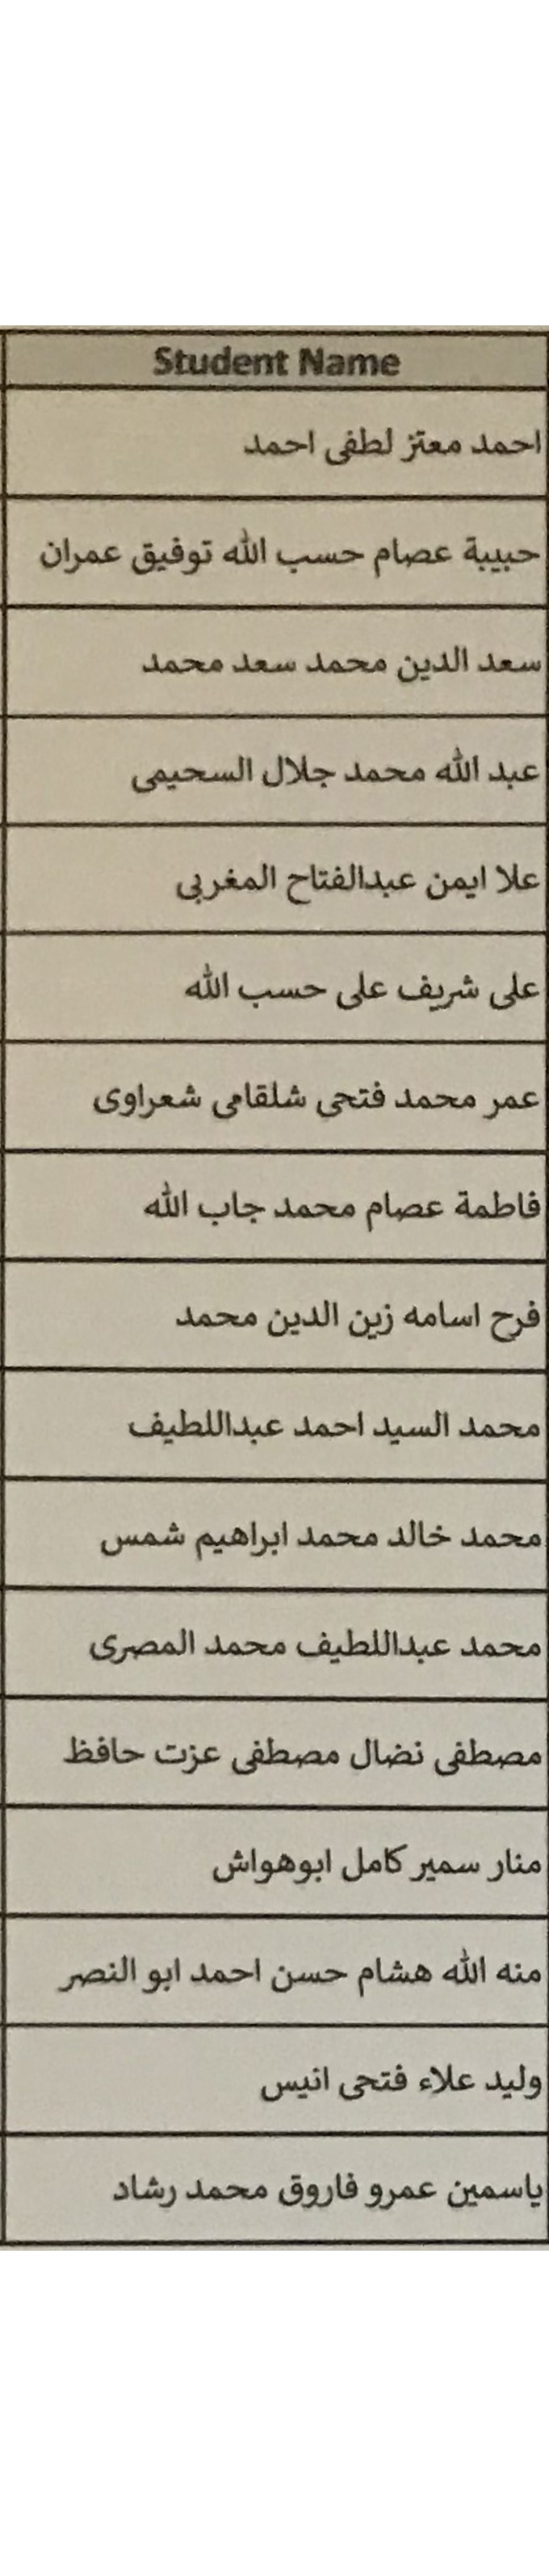 Student Name
احمد معتز لطفى احمد
حبيبة عصام حسب الله توفيق عمران
سعد الدين محمد سعد محمد
عبد الله محمد جلال السحيمى
علا ايمن عبدالفتاح المغربى
على شريف على حسب الله
عمر محمد فتحى شلقامى شعراوى
فاطمة عصام محمد جاب الله
فرح اسامه زين الدين محمد
محمد السيد احمد عبداللطيف
محمد خالد محمد ابراهيم شمس
محمد عبداللطيف محمد المصرى
مصطفى نضال مصطفى عزت حافظ
منار سمير كامل ابوهواش
منه الله هشام حسن احمد ابو النصر
وليد علاء فتحى انيس
ياسمين عمرو فاروق محمد رشاد